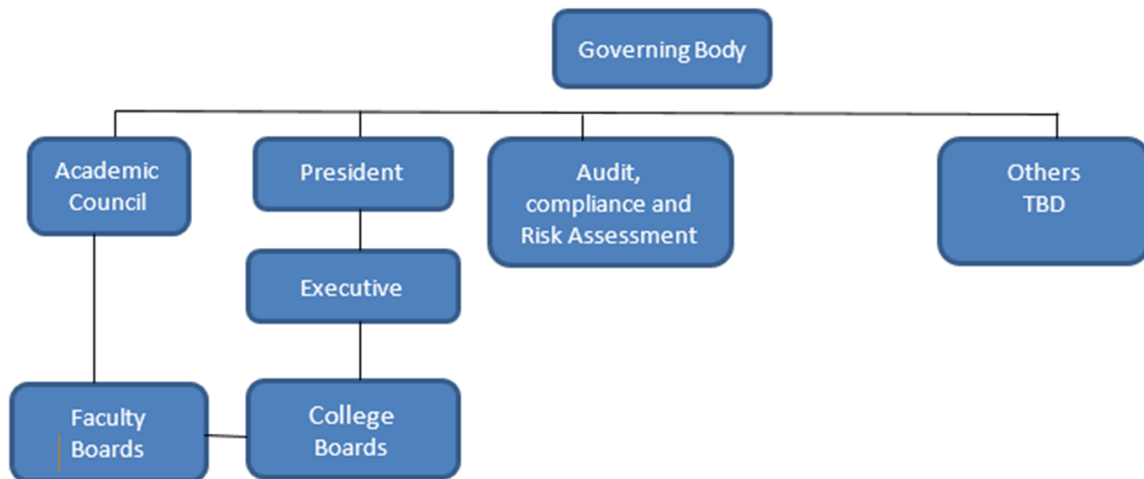 Governing Body
Academic
Council
President
Audit,
compliance and
Risk Assessment
Others
TBD
Executive
Faculty
Boards
College
Boards